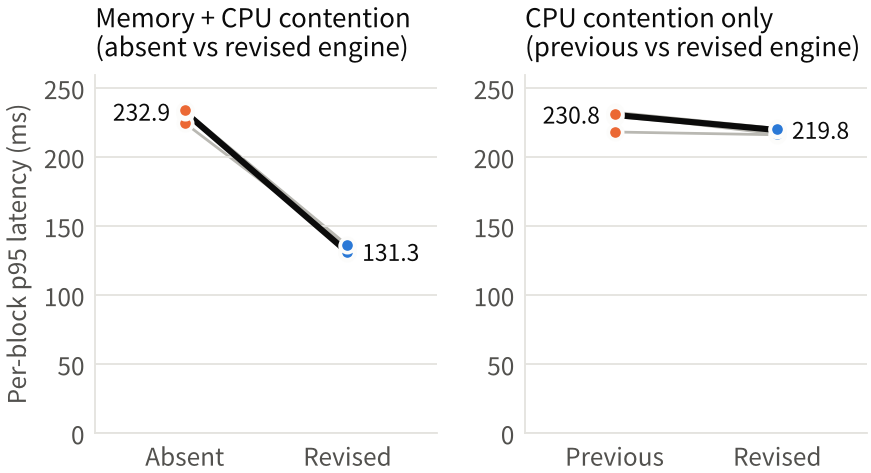 Memory + CPU contention
(absent vs revised engine)
CPU contention only
(previous vs revised engine)
Per-block p95 latency (ms)
250
200
150
100
50
0
232.9
131.3
Absent
Revised
250
200
150
100
50
0
230.8
219.8
Previous
Revised